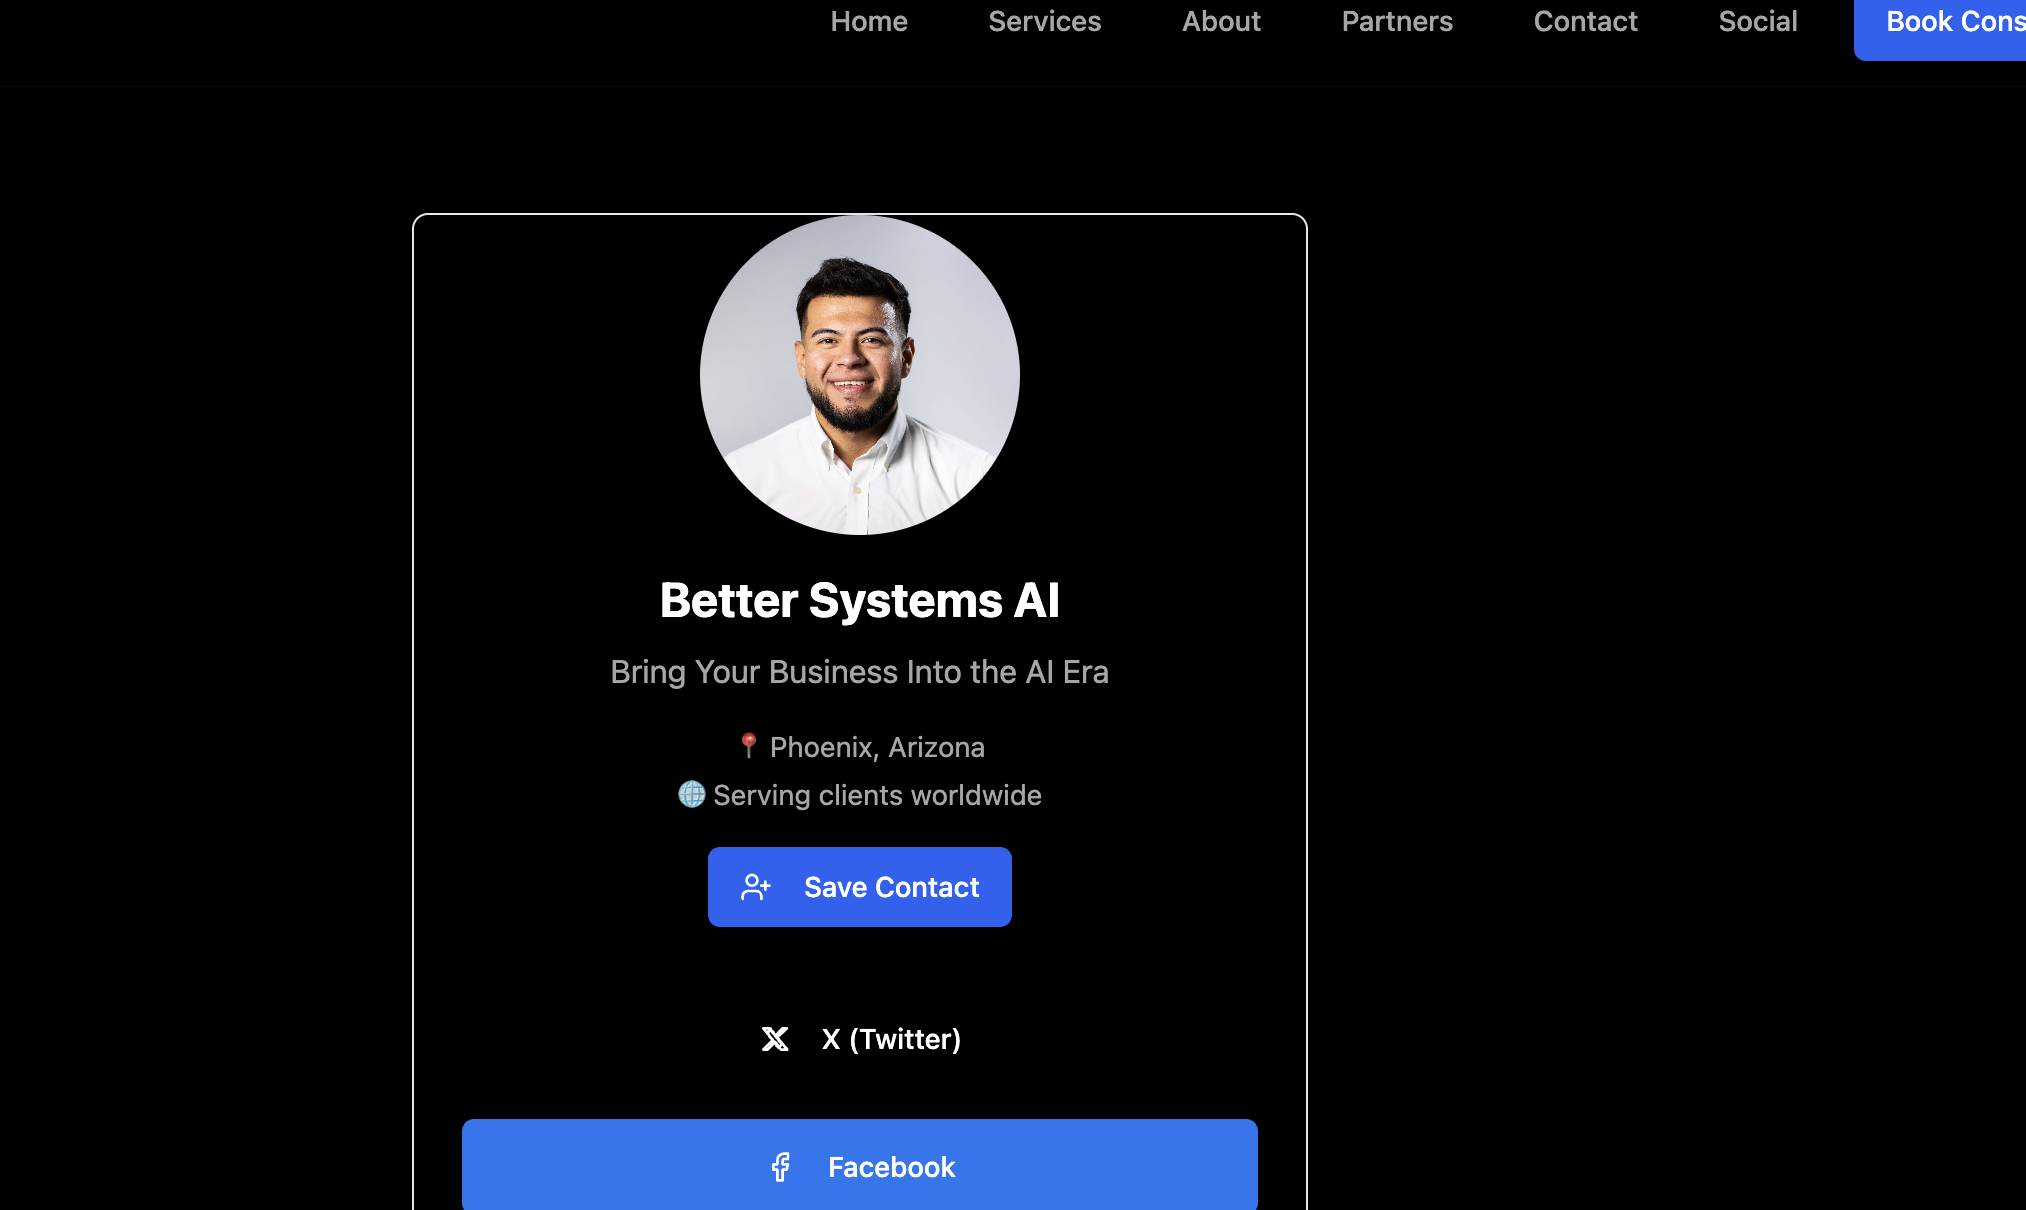 Home Services About Partners Contact Social Book Cons
Better Systems AI
Bring Your Business Into the AI Era
📍 Phoenix, Arizona
🌐 Serving clients worldwide
Save Contact
X (Twitter)
Facebook